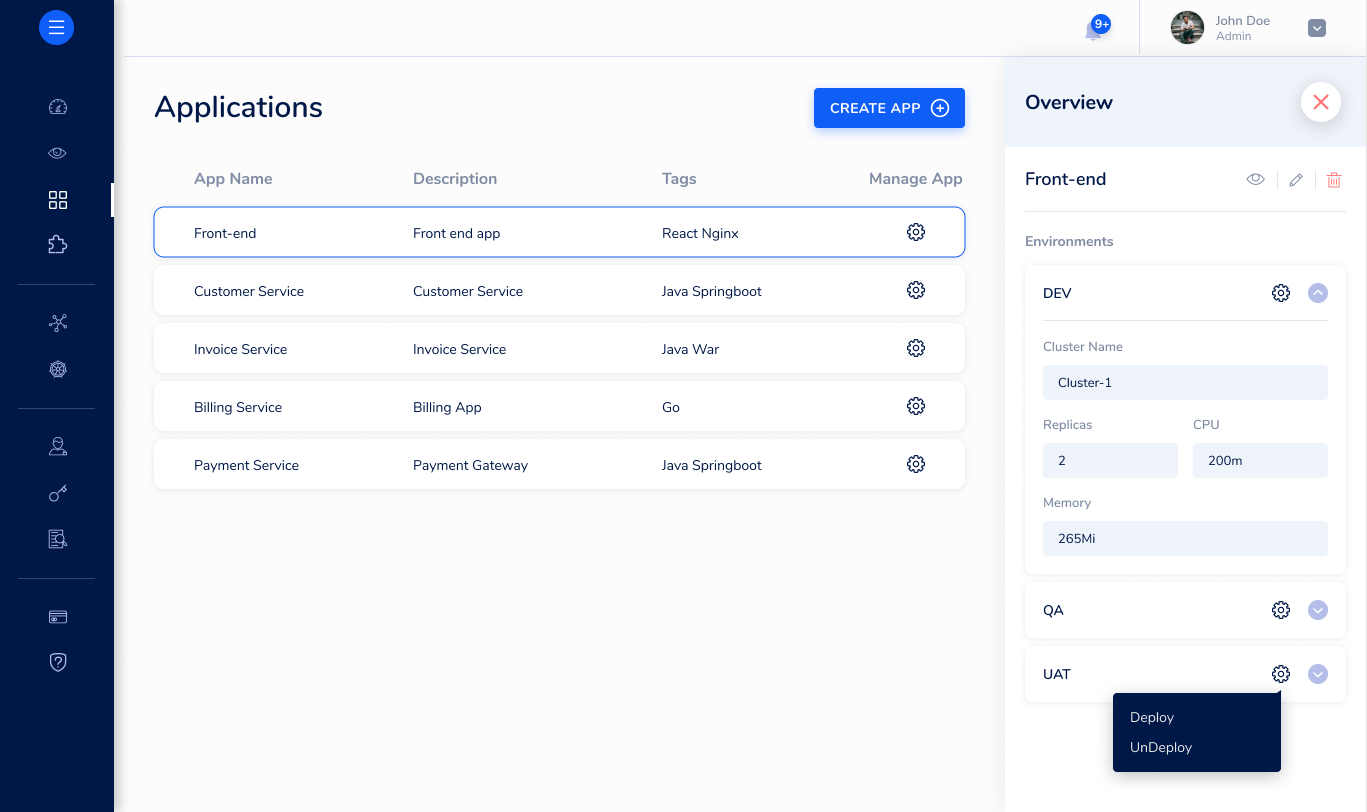 9+
John Doe
Admin
Applications
CREATE APP
App Name Description Tags Manage App
Front-end Front end app React Nginx
Customer Service Customer Service Java Springboot
Invoice Service Invoice Service Java War
Billing Service Billing App Go
Payment Service Payment Gateway Java Springboot
Overview
Front-end
Environments
DEV
Cluster Name
Cluster-1
Replicas CPU
2 200m
Memory
265Mi
QA
UAT
Deploy
UnDeploy